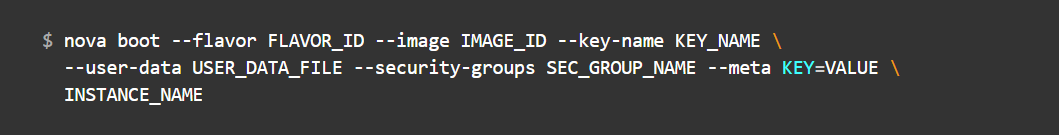 $ nova boot --flavor FLAVOR_ID --image IMAGE_ID --key-name KEY_NAME \
--user-data USER_DATA_FILE --security-groups SEC_GROUP_NAME --meta KEY=VALUE \
INSTANCE_NAME